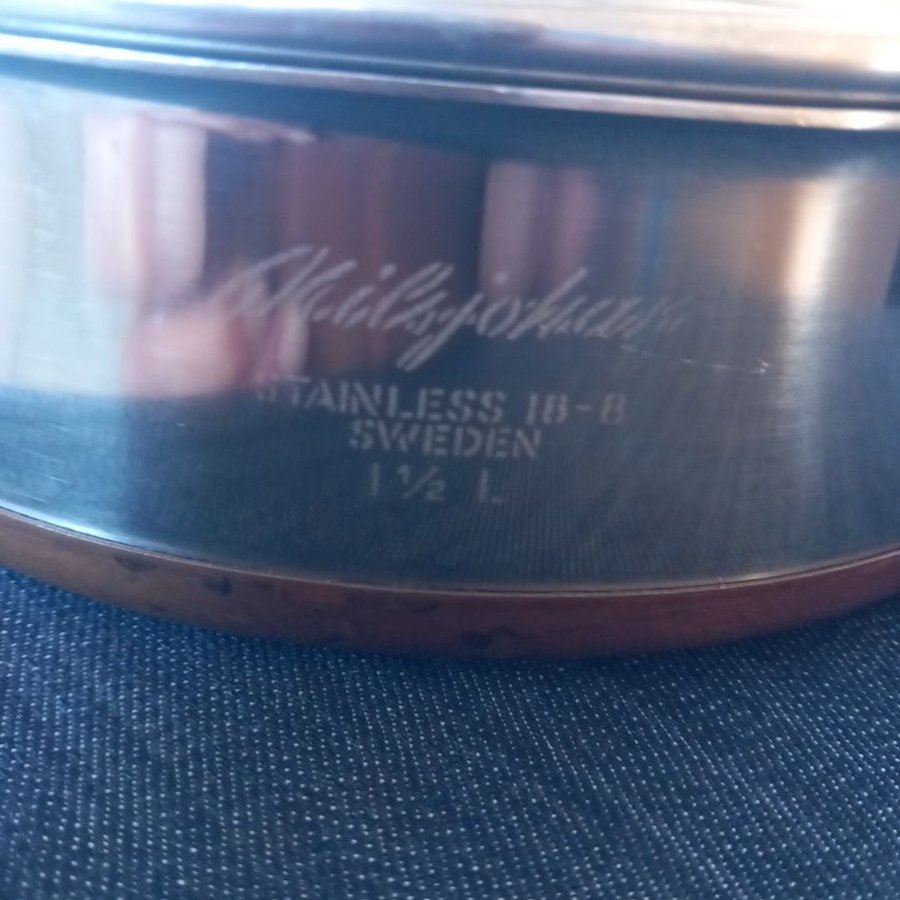 Nilsjohan
STAINLESS 18-8
SWEDEN
1½ L